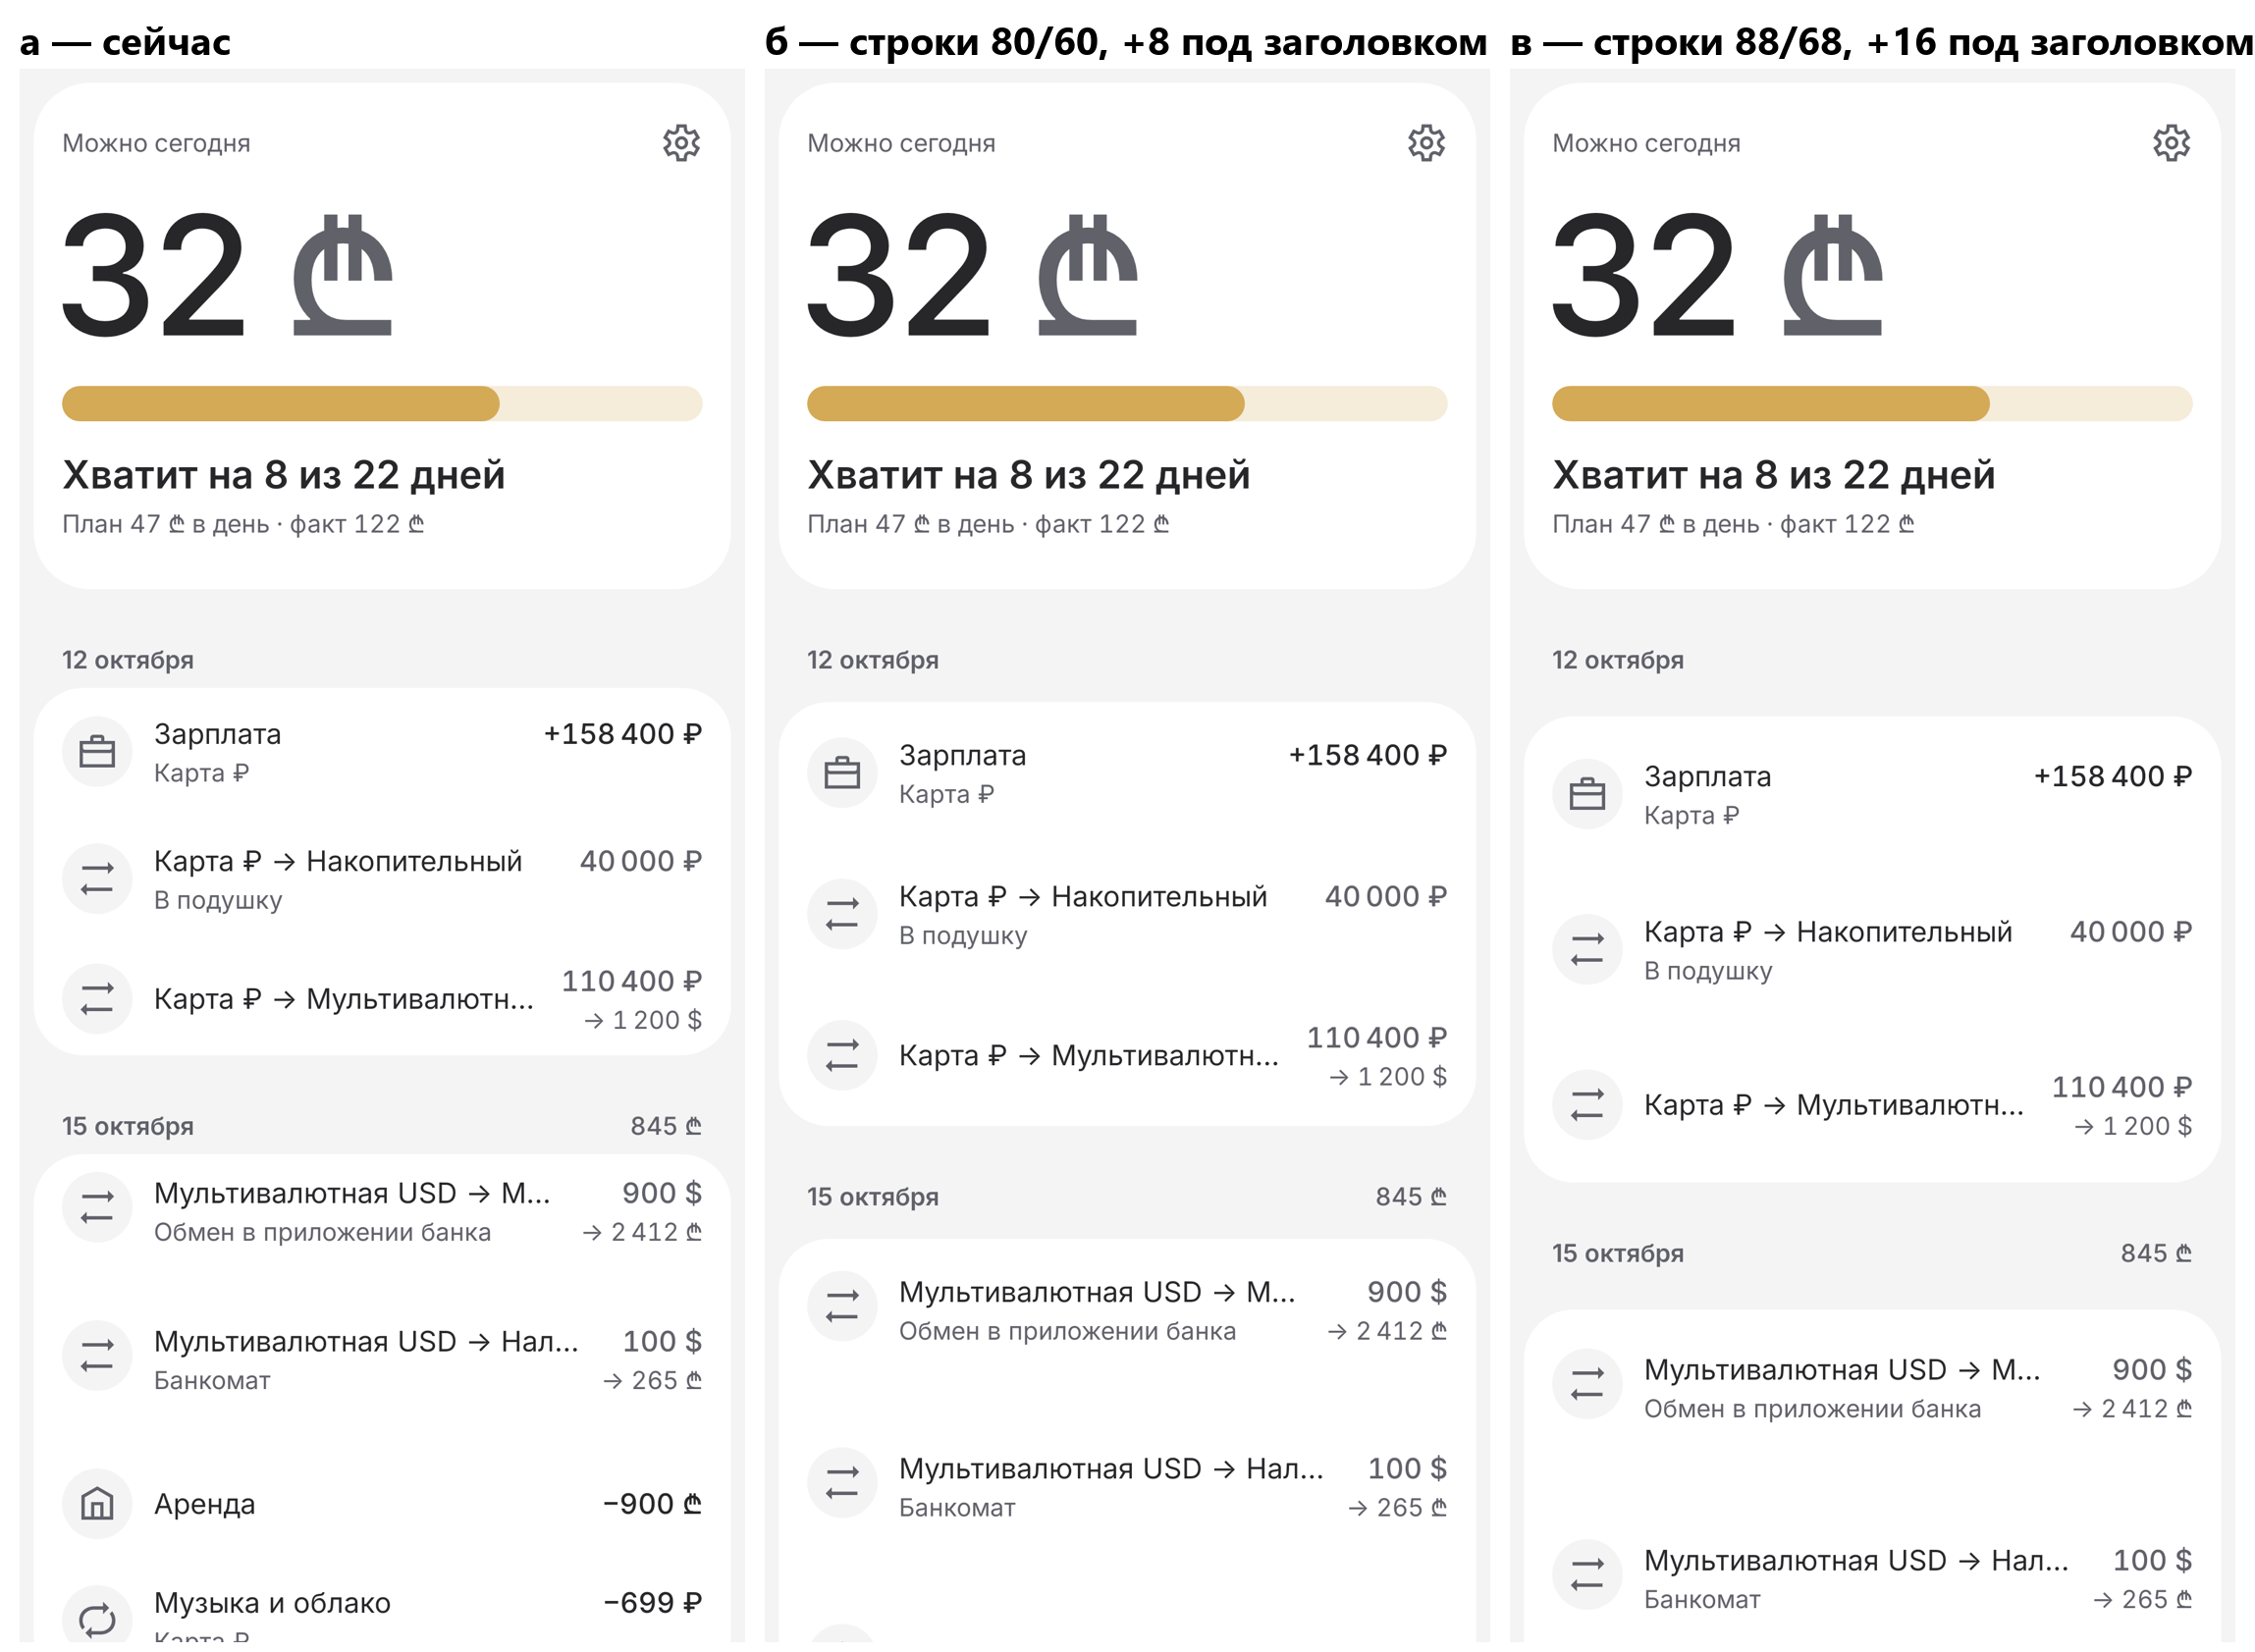 а — сейчас
Можно сегодня
32 ₾
Хватит на 8 из 22 дней
План 47 ₾ в день · факт 122 ₾
12 октября
Зарплата +158 400 ₽
Карта ₽
Карта ₽ → Накопительный 40 000 ₽
В подушку
Карта ₽ → Мультивалютн... 110 400 ₽
→ 1 200 $
15 октября 845 ₾
Мультивалютная USD → М... 900 $
Обмен в приложении банка → 2 412 ₾
Мультивалютная USD → Нал... 100 $
Банкомат → 265 ₾
Аренда −900 ₾
Музыка и облако −699 ₽
Карта ₽
б — строки 80/60, +8 под заголовком
Можно сегодня
32 ₾
Хватит на 8 из 22 дней
План 47 ₾ в день · факт 122 ₾
12 октября
Зарплата +158 400 ₽
Карта ₽
Карта ₽ → Накопительный 40 000 ₽
В подушку
Карта ₽ → Мультивалютн... 110 400 ₽
→ 1 200 $
15 октября 845 ₾
Мультивалютная USD → М... 900 $
Обмен в приложении банка → 2 412 ₾
Мультивалютная USD → Нал... 100 $
Банкомат → 265 ₾
в — строки 88/68, +16 под заголовком
Можно сегодня
32 ₾
Хватит на 8 из 22 дней
План 47 ₾ в день · факт 122 ₾
12 октября
Зарплата +158 400 ₽
Карта ₽
Карта ₽ → Накопительный 40 000 ₽
В подушку
Карта ₽ → Мультивалютн... 110 400 ₽
→ 1 200 $
15 октября 845 ₾
Мультивалютная USD → М... 900 $
Обмен в приложении банка → 2 412 ₾
Мультивалютная USD → Нал... 100 $
Банкомат → 265 ₾